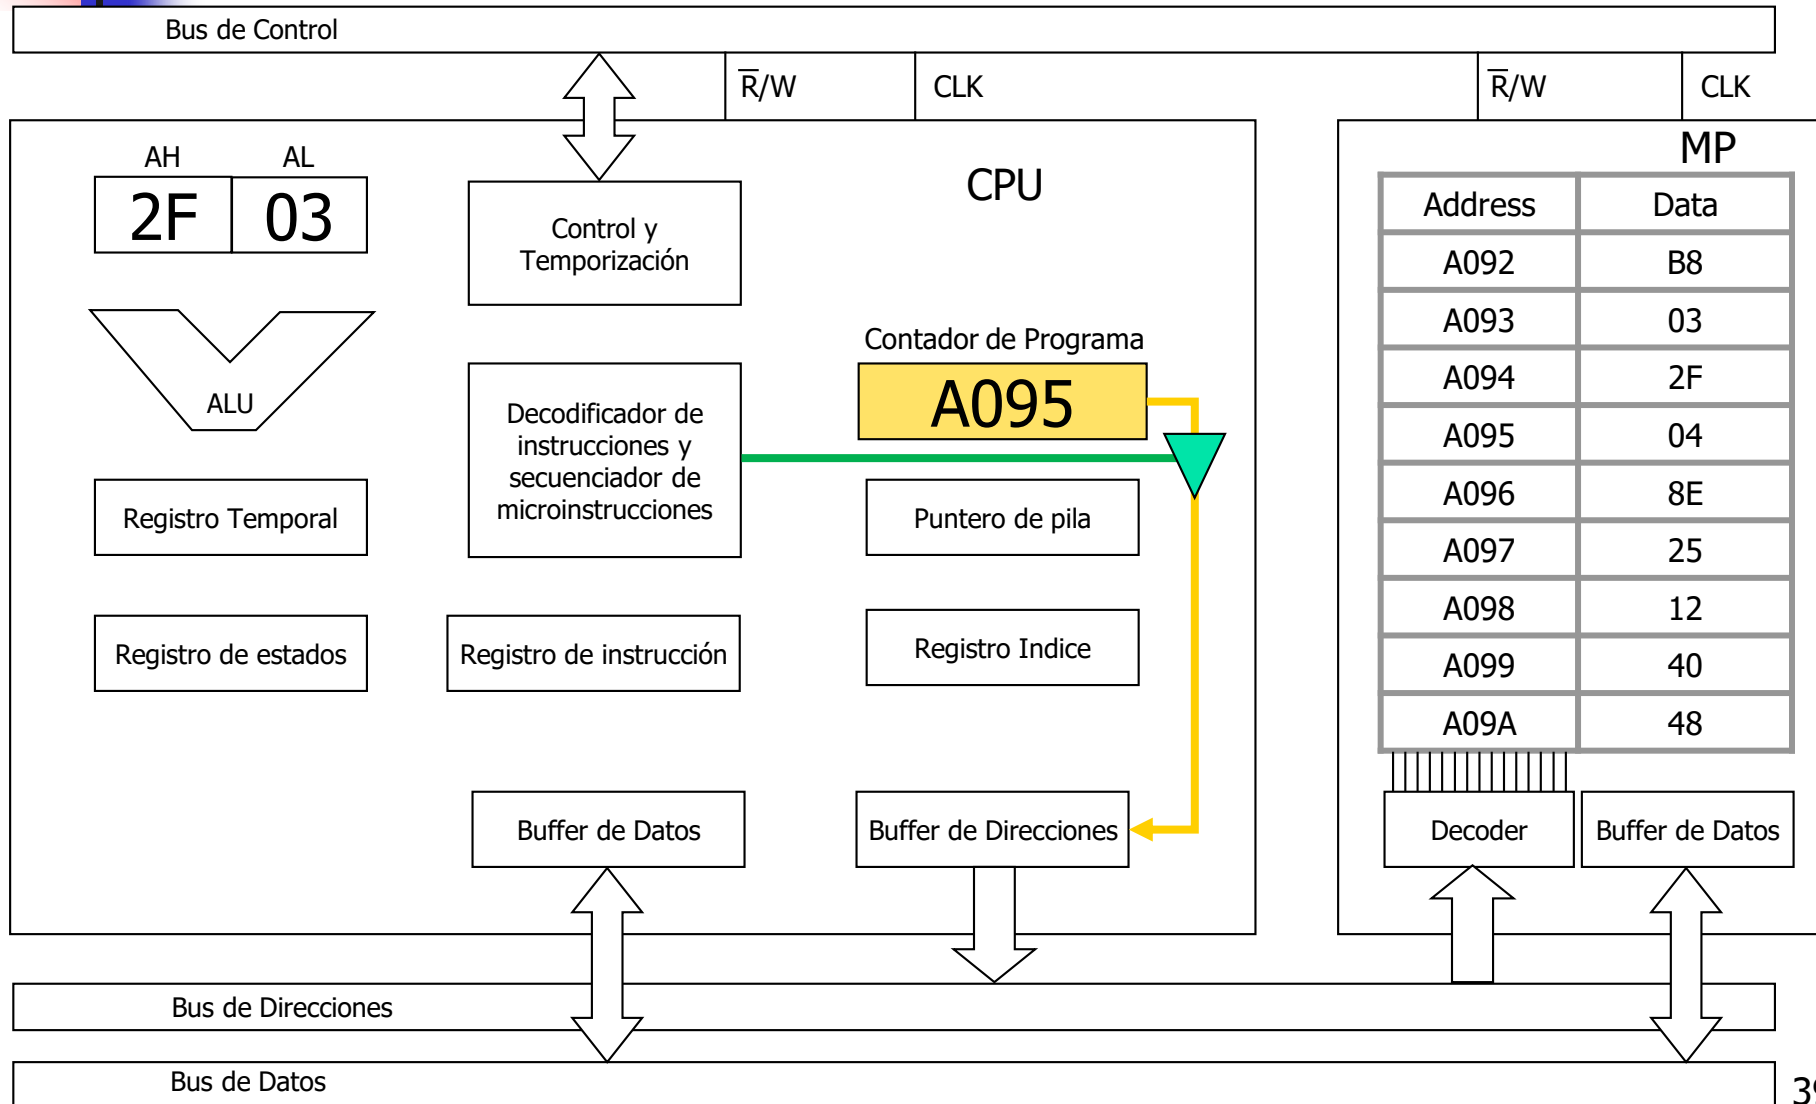 Bus de Control
R/W
CLK
R/W
CLK
AH
AL
2F
03
Control y
Temporización
CPU
Contador de Programa
A095
ALU
Decodificador de
instrucciones y
secuenciador de
microinstrucciones
Registro Temporal
Puntero de pila
Registro de estados
Registro de instrucción
Registro Indice
Buffer de Datos
Buffer de Direcciones
MP
Address Data
A092 B8
A093 03
A094 2F
A095 04
A096 8E
A097 25
A098 12
A099 40
A09A 48
Decoder
Buffer de Datos
Bus de Direcciones
Bus de Datos
39